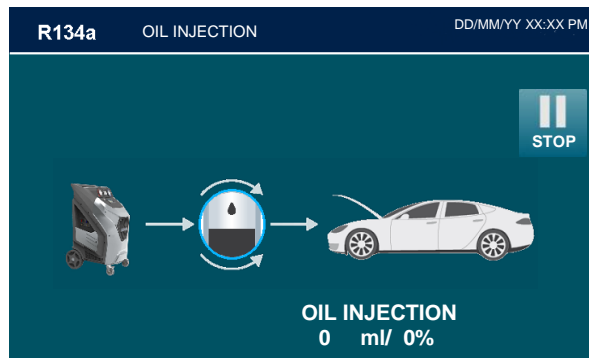 R134a OIL INJECTION DD/MM/YY XX:XX PM
STOP
OIL INJECTION
0 ml/ 0%